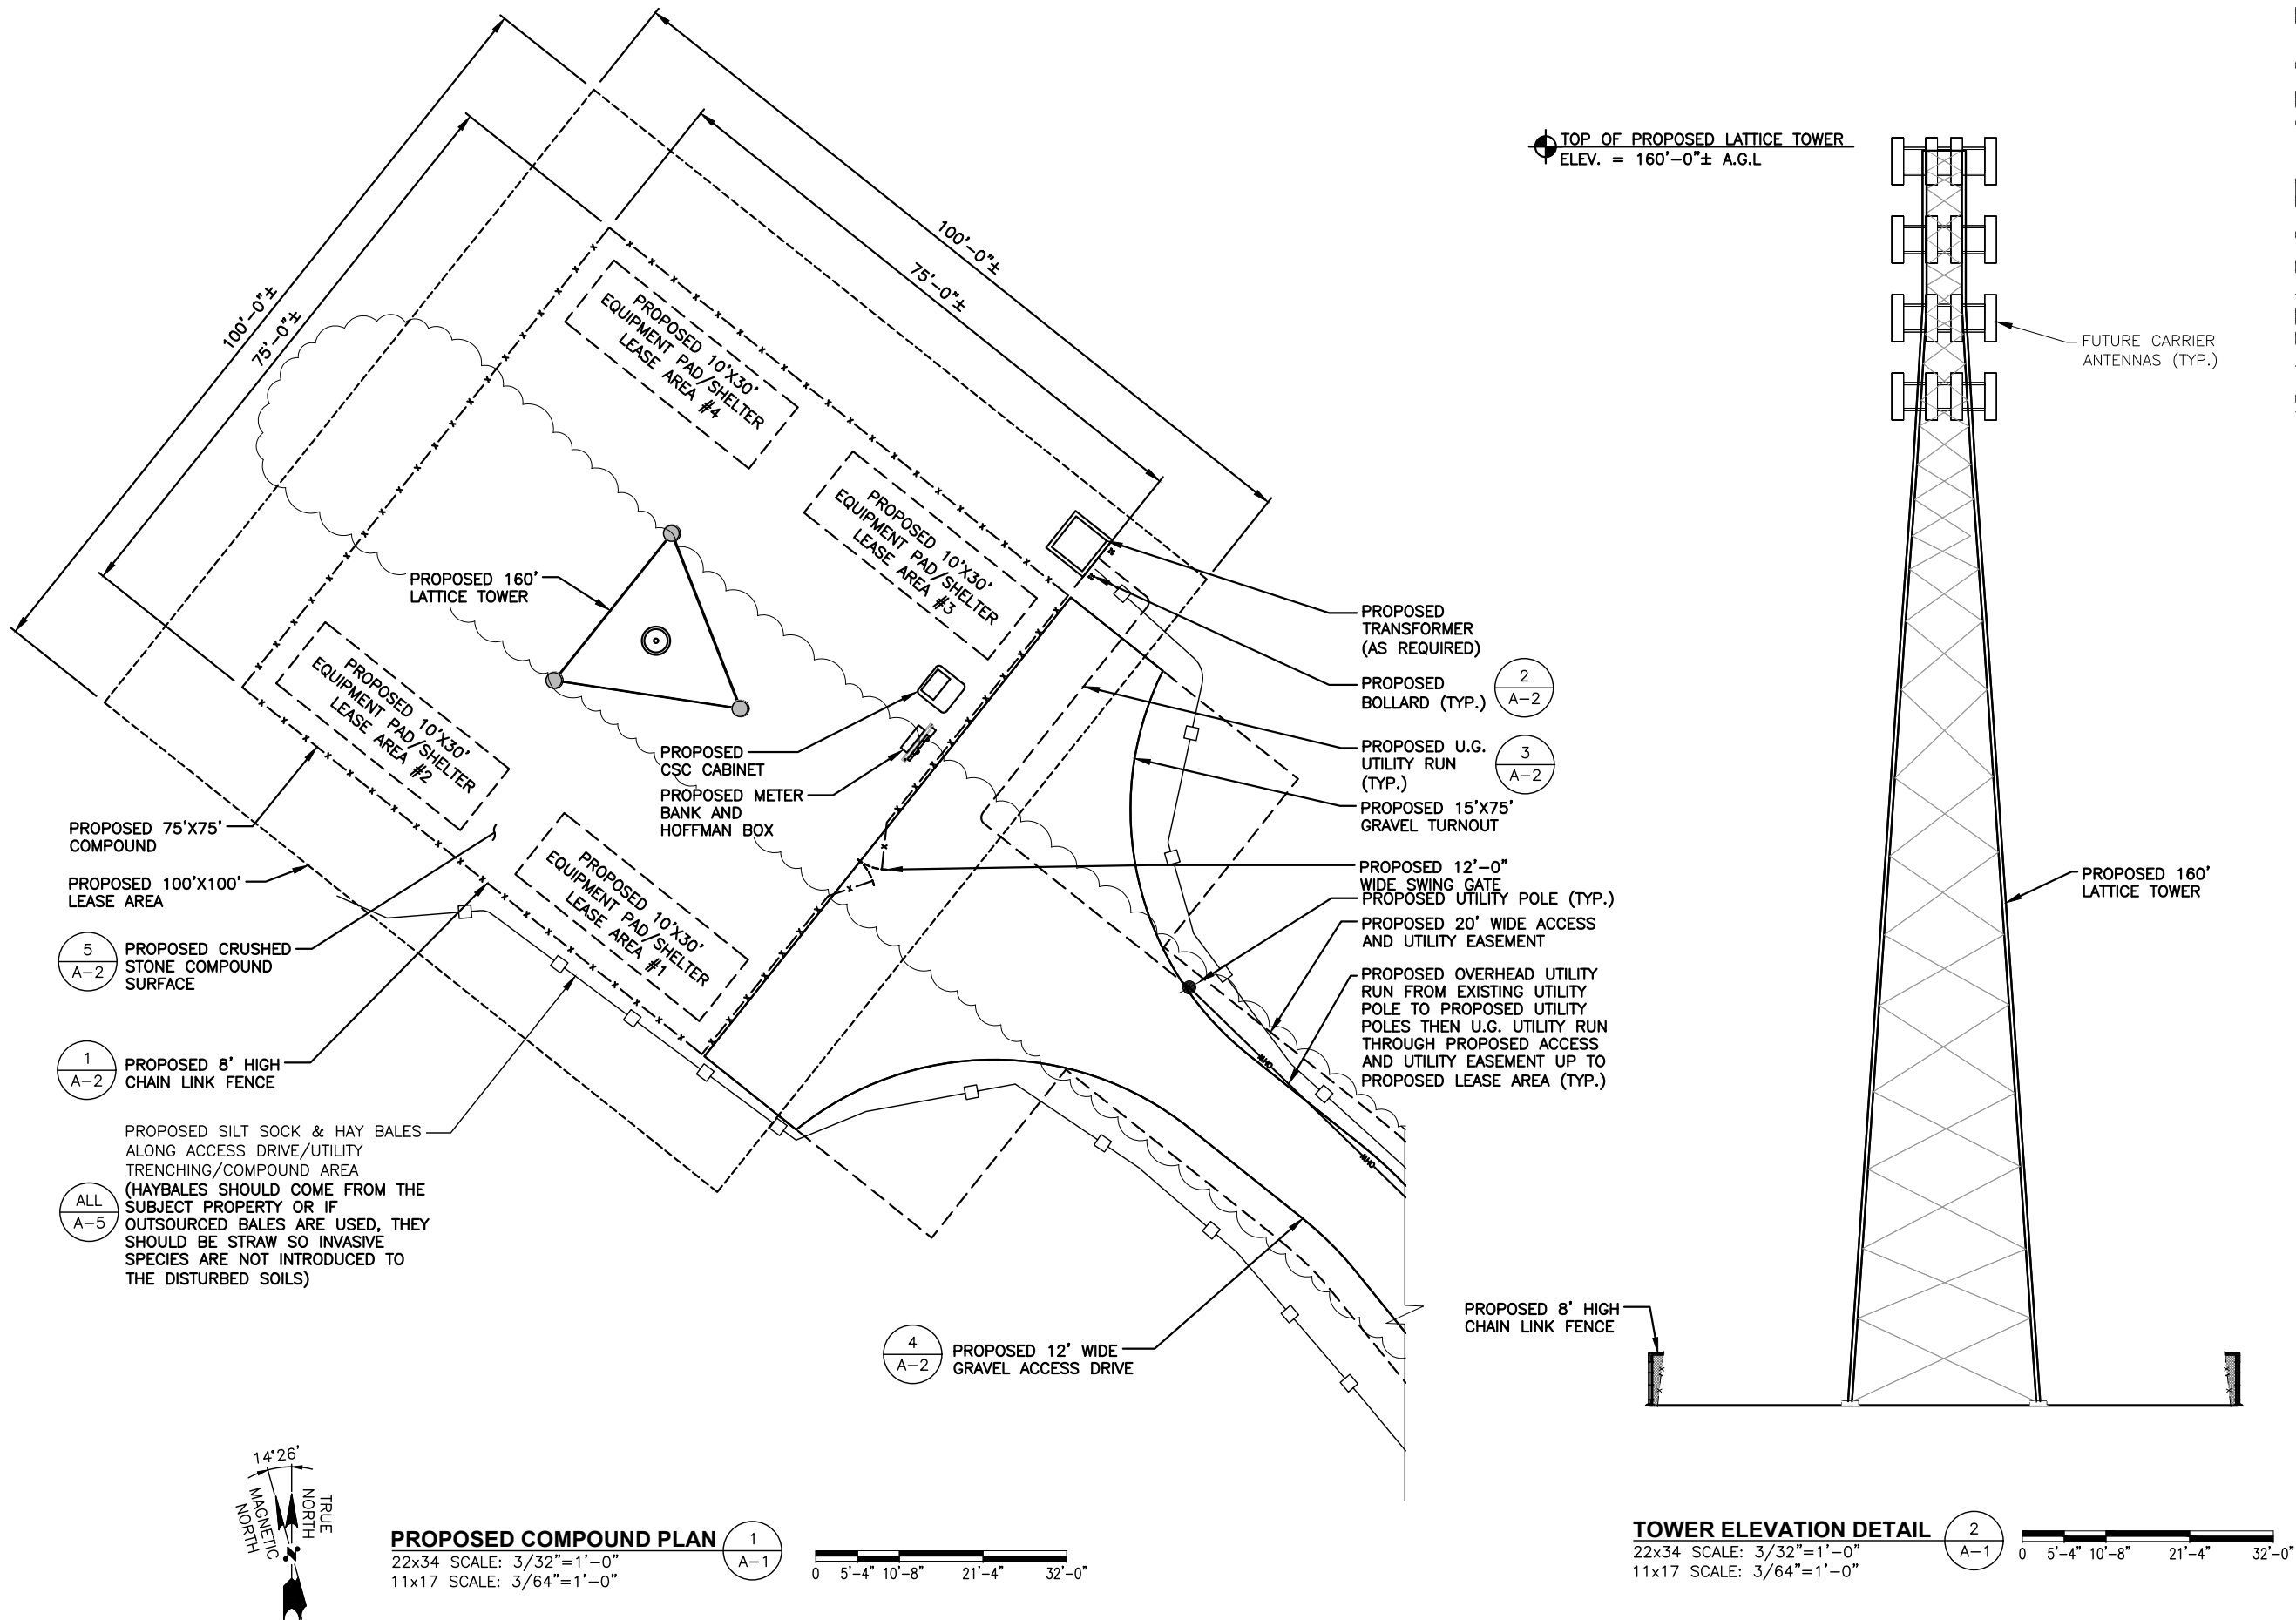 100'-0"±
75'-0"±
100'-0"±
75'-0"±
PROPOSED 10'X30'
EQUIPMENT PAD/SHELTER
LEASE AREA #4
PROPOSED 10'X30'
EQUIPMENT PAD/SHELTER
LEASE AREA #3
PROPOSED 160'
LATTICE TOWER
PROPOSED 10'X30'
EQUIPMENT PAD/SHELTER
LEASE AREA #2
PROPOSED 10'X30'
EQUIPMENT PAD/SHELTER
LEASE AREA #1
PROPOSED
CSC CABINET
PROPOSED METER
BANK AND
HOFFMAN BOX
PROPOSED 75'X75'
COMPOUND
PROPOSED 100'X100'
LEASE AREA
5
A-2
PROPOSED CRUSHED
STONE COMPOUND
SURFACE
1
A-2
PROPOSED 8' HIGH
CHAIN LINK FENCE
PROPOSED SILT SOCK & HAY BALES
ALONG ACCESS DRIVE/UTILITY
TRENCHING/COMPOUND AREA
(HAYBALES SHOULD COME FROM THE
SUBJECT PROPERTY OR IF
OUTSOURCED BALES ARE USED, THEY
SHOULD BE STRAW SO INVASIVE
SPECIES ARE NOT INTRODUCED TO
THE DISTURBED SOILS)
ALL
A-5
PROPOSED
TRANSFORMER
(AS REQUIRED)
PROPOSED
BOLLARD (TYP.)
2
A-2
PROPOSED U.G.
UTILITY RUN
(TYP.)
3
A-2
PROPOSED 15'X75'
GRAVEL TURNOUT
PROPOSED 12'-0"
WIDE SWING GATE
PROPOSED UTILITY POLE (TYP.)
PROPOSED 20' WIDE ACCESS
AND UTILITY EASEMENT
PROPOSED OVERHEAD UTILITY
RUN FROM EXISTING UTILITY
POLE TO PROPOSED UTILITY
POLES THEN U.G. UTILITY RUN
THROUGH PROPOSED ACCESS
AND UTILITY EASEMENT UP TO
PROPOSED LEASE AREA (TYP.)
4
A-2
PROPOSED 12' WIDE
GRAVEL ACCESS DRIVE
14°26'
TRUE
NORTH
MAGNETIC
NORTH
N
PROPOSED COMPOUND PLAN
22x34 SCALE: 3/32"=1'-0"
11x17 SCALE: 3/64"=1'-0"
1
A-1
0 5'-4" 10'-8" 21'-4" 32'-0"
TOP OF PROPOSED LATTICE TOWER
ELEV. = 160'-0"± A.G.L
FUTURE CARRIER
ANTENNAS (TYP.)
PROPOSED 160'
LATTICE TOWER
PROPOSED 8' HIGH
CHAIN LINK FENCE
TOWER ELEVATION DETAIL
22x34 SCALE: 3/32"=1'-0"
11x17 SCALE: 3/64"=1'-0"
2
A-1
0 5'-4" 10'-8" 21'-4" 32'-0"